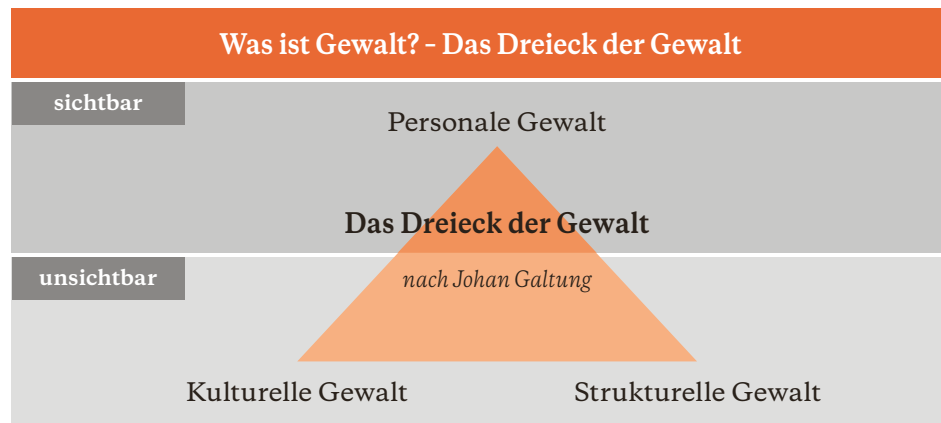 Was ist Gewalt? - Das Dreieck der Gewalt
sichtbar
Personale Gewalt
Das Dreieck der Gewalt
unsichtbar
nach Johan Galtung
Kulturelle Gewalt
Strukturelle Gewalt